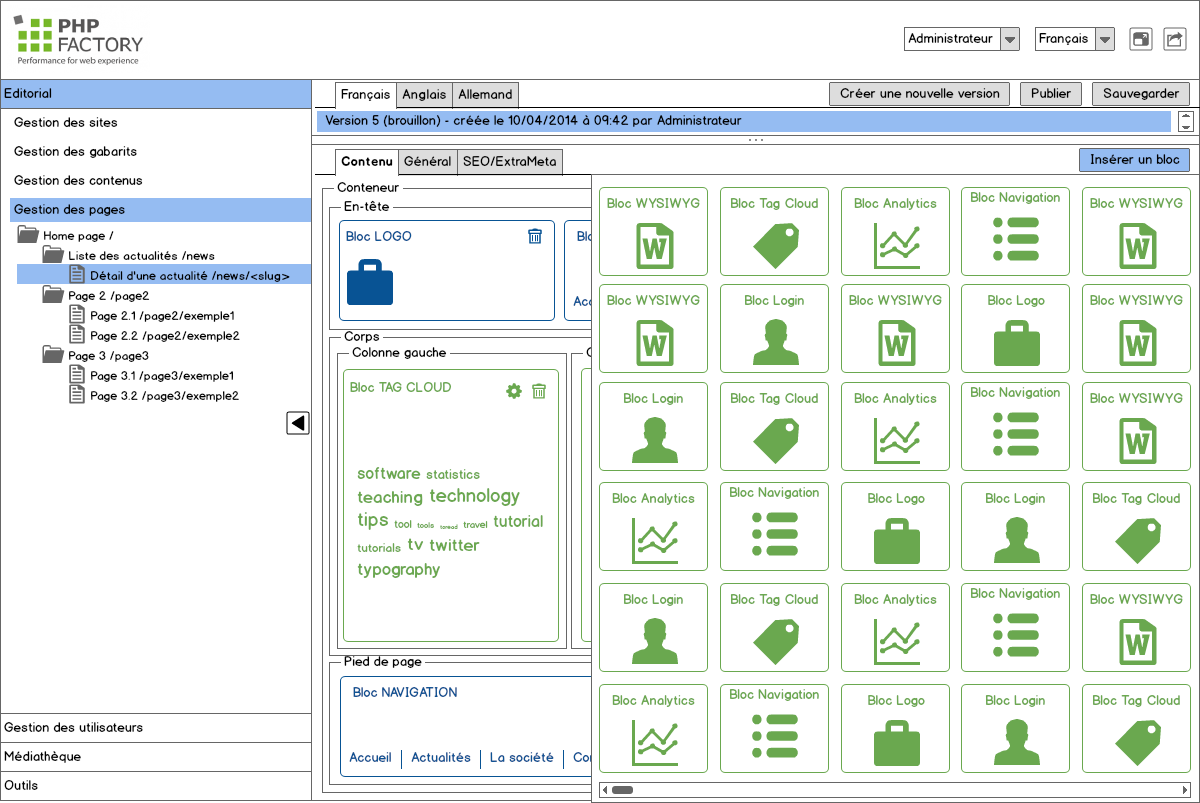 PHP
FACTORY
Performance for web experience
Administrateur
Français
Editorial
Gestion des sites
Gestion des gabarits
Gestion des contenus
Gestion des pages
Home page /
Liste des actualités /news
Détail d'une actualité /news/<slug>
Page 2 /page2
Page 2.1 /page2/exemple1
Page 2.2 /page2/exemple2
Page 3 /page3
Page 3.1 /page3/exemple1
Page 3.2 /page3/exemple2
Gestion des utilisateurs
Médiathèque
Outils
Français Anglais Allemand
Créer une nouvelle version Publier Sauvegarder
Version 5 (brouillon) - créée le 10/04/2014 à 09:42 par Administrateur
Contenu Général SEO/ExtraMeta
Insérer un bloc
Conteneur
En-tête
Bloc LOGO
Corps
Colonne gauche
Bloc TAG CLOUD
software statistics
teaching technology
tips tool tools toread travel tutorial
tutorials tv twitter
typography
Pied de page
Bloc NAVIGATION
Accueil Actualités La société
Bloc WYSIWYG Bloc Tag Cloud Bloc Analytics Bloc Navigation Bloc WYSIWYG
W W
Bloc WYSIWYG Bloc Login Bloc WYSIWYG Bloc Logo Bloc WYSIWYG
W W W
Bloc Login Bloc Tag Cloud Bloc Analytics Bloc Navigation Bloc WYSIWYG
W
Bloc Analytics Bloc Navigation Bloc Logo Bloc Login Bloc Tag Cloud
Bloc Login Bloc Tag Cloud Bloc Analytics Bloc Navigation Bloc WYSIWYG
W
Bloc Analytics Bloc Navigation Bloc Logo Bloc Login Bloc Tag Cloud